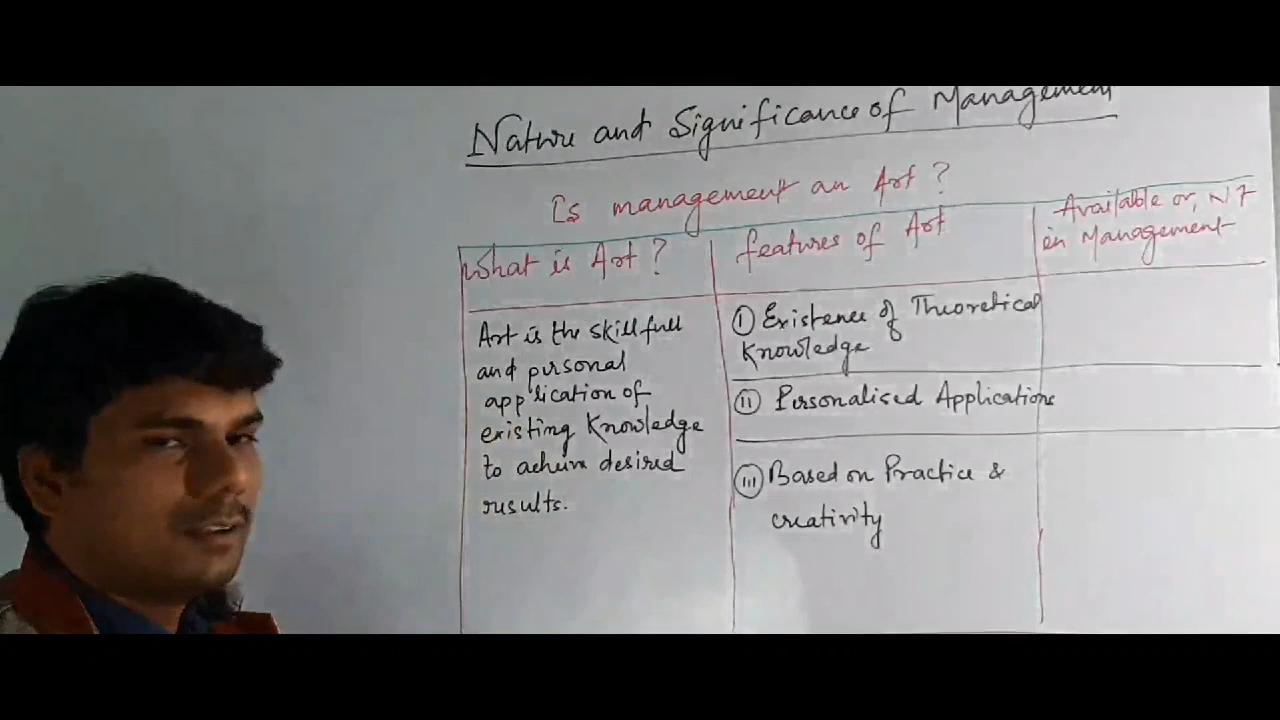 Nature and Significance of Management
Is management an Art ?
What is Art ?
features of Art
Available or, NT
in Management
Art is the skillfull
and personal
application of
existing Knowledge
to achieve desired
results.
(I) Existence of Theoretical
Knowledge
(II) Personalised Applications
(III) Based on Practice &
creativity